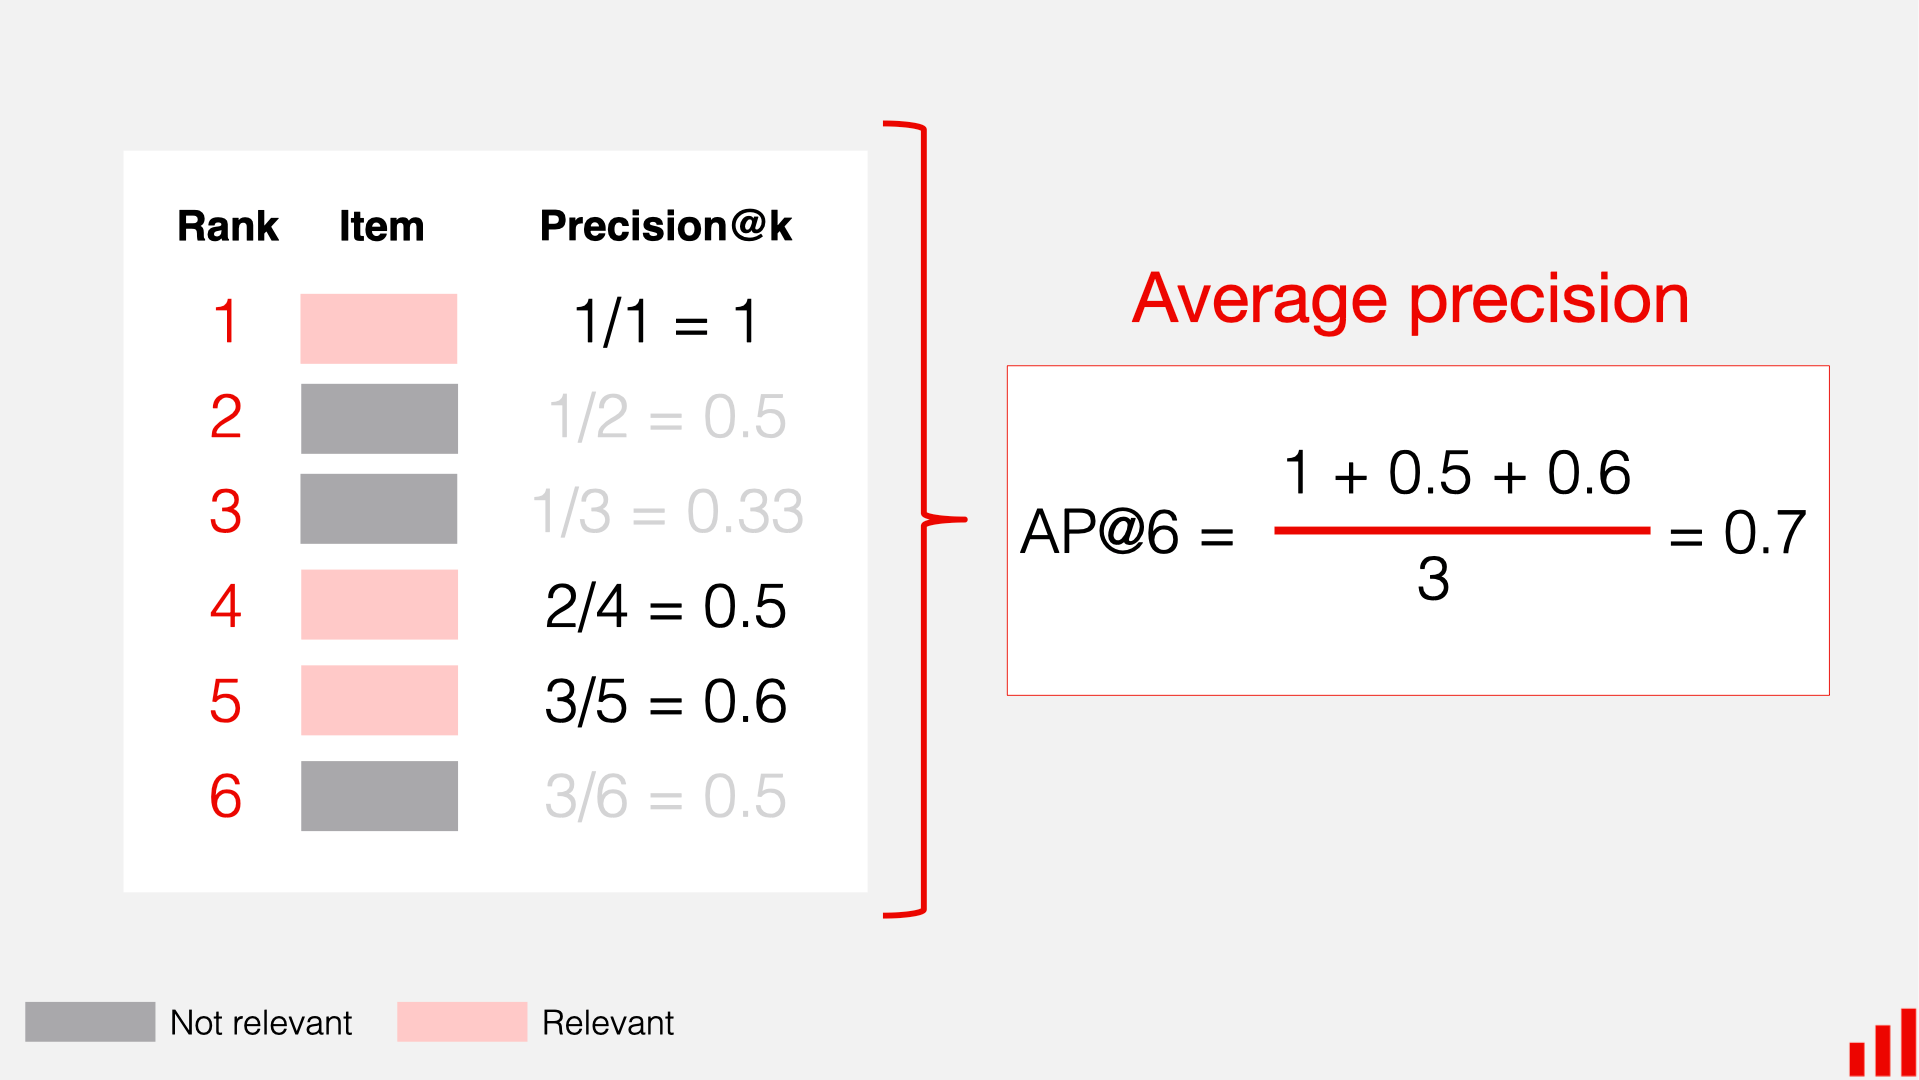 Rank Item Precision@k
1 1/1 = 1
2 1/2 = 0.5
3 1/3 = 0.33
4 2/4 = 0.5
5 3/5 = 0.6
6 3/6 = 0.5
Average precision
1 + 0.5 + 0.6
AP@6 = = 0.7
3
Not relevant Relevant